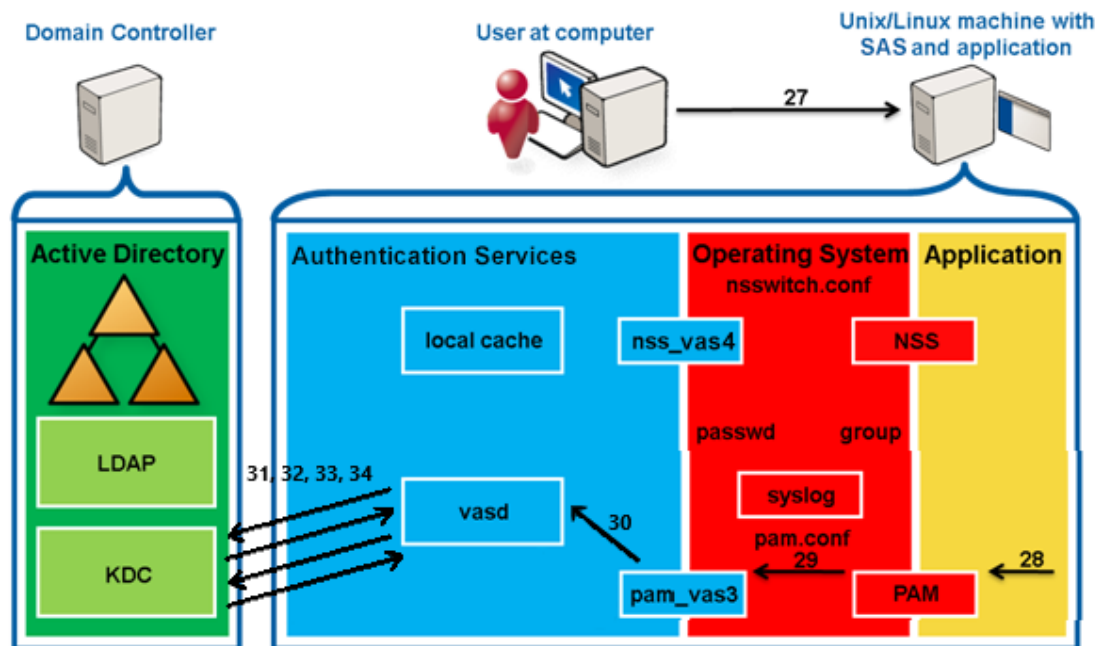 Domain Controller
User at computer
Unix/Linux machine with
SAS and application
27
Active Directory
Authentication Services
Operating System
nsswitch.conf
Application
local cache
nss_vas4
NSS
passwd
group
LDAP
31, 32, 33, 34
vasd
30
syslog
pam.conf
29
28
KDC
pam_vas3
PAM